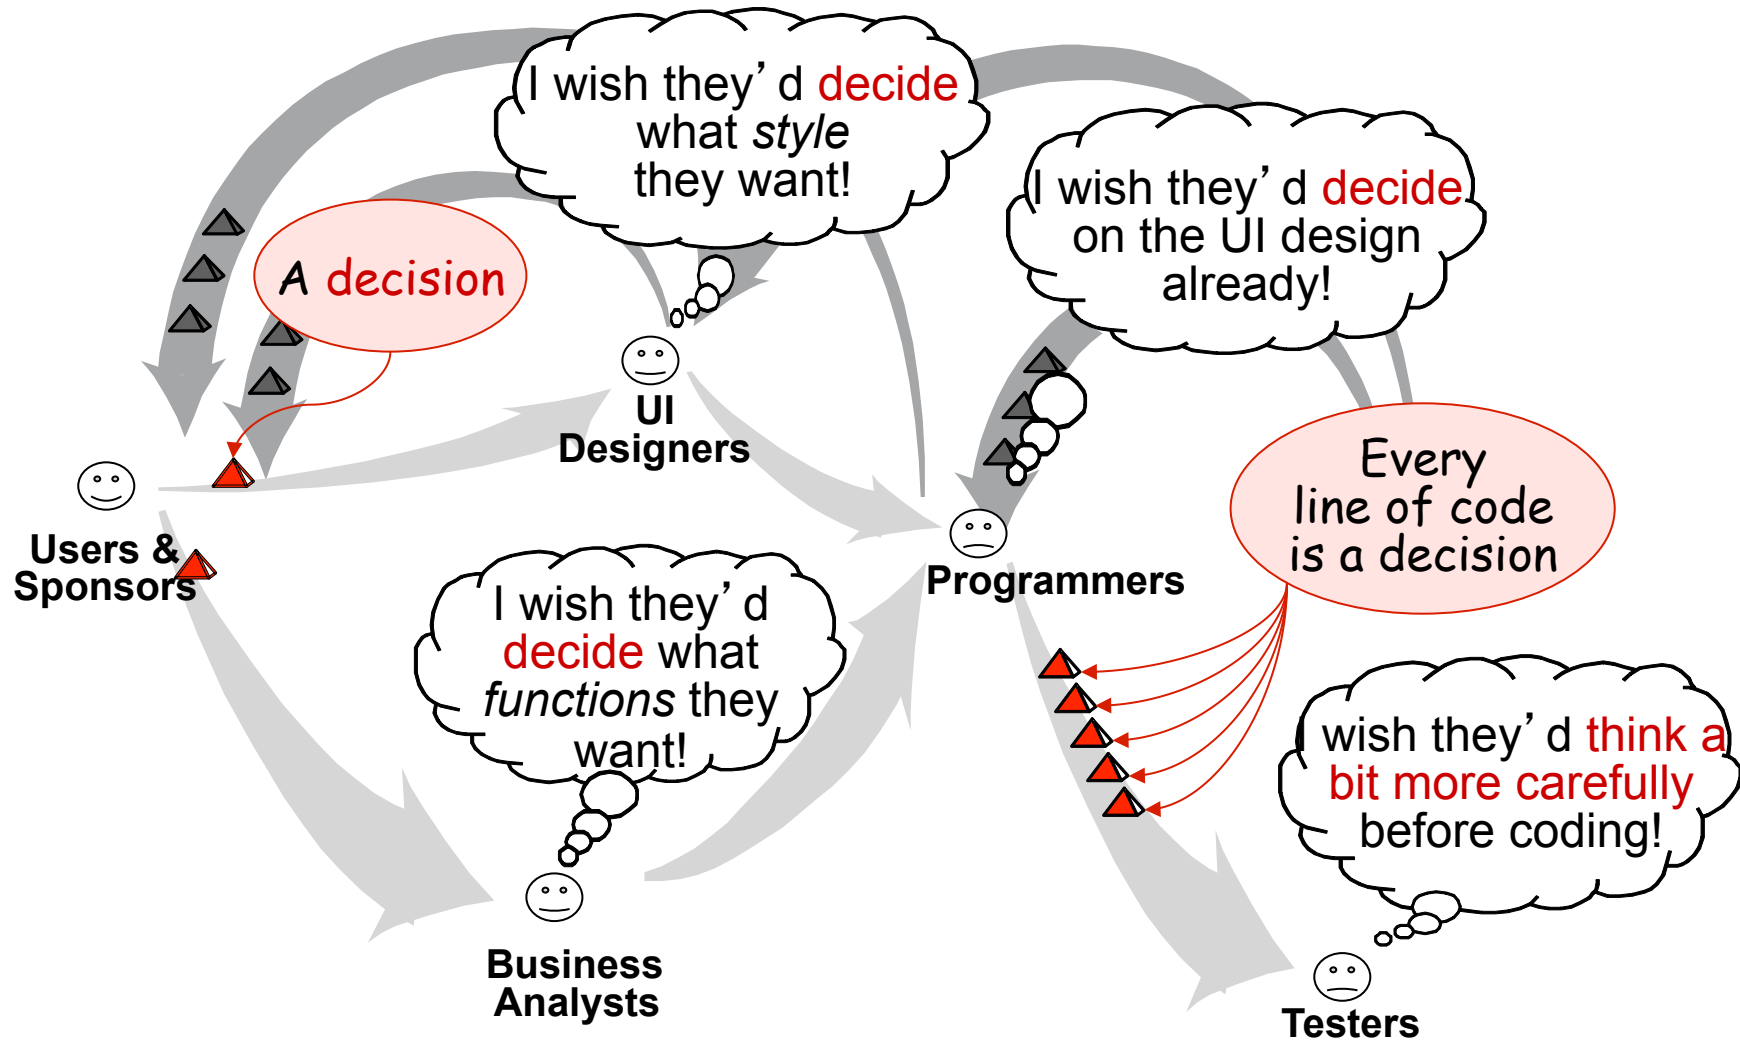 I wish they’d decide
what style
they want!
I wish they’d decide
on the UI design
already!
A decision
UI
Designers
Every
line of code
is a decision
Users &
Sponsors
Programmers
I wish they’d
decide what
functions they
want!
I wish they’d think a
bit more carefully
before coding!
Business
Analysts
Testers